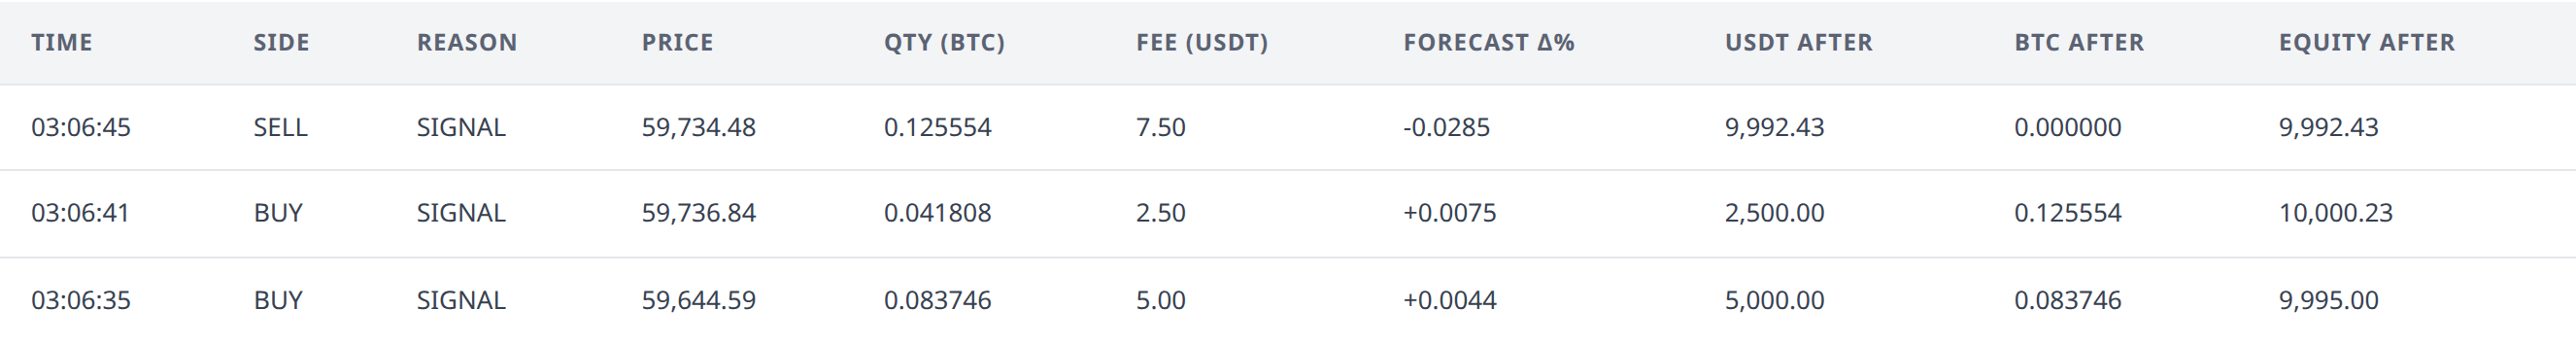 TIME SIDE REASON PRICE QTY (BTC) FEE (USDT) FORECAST Δ% USDT AFTER BTC AFTER EQUITY AFTER
03:06:45 SELL SIGNAL 59,734.48 0.125554 7.50 -0.0285 9,992.43 0.000000 9,992.43
03:06:41 BUY SIGNAL 59,736.84 0.041808 2.50 +0.0075 2,500.00 0.125554 10,000.23
03:06:35 BUY SIGNAL 59,644.59 0.083746 5.00 +0.0044 5,000.00 0.083746 9,995.00